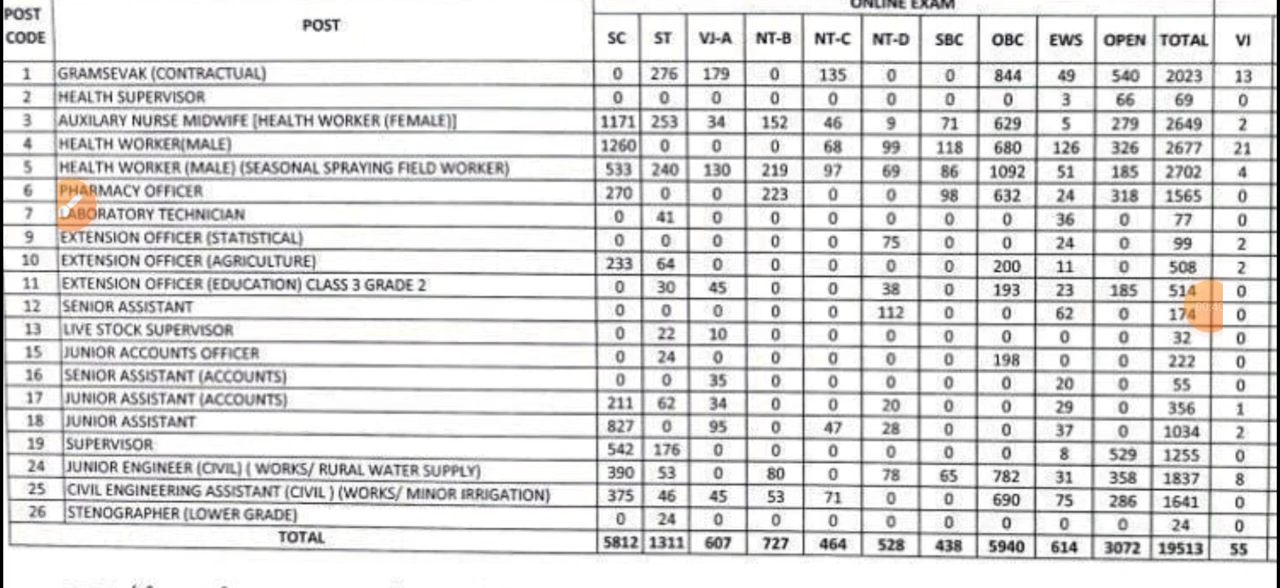 ONLINE EXAM
POST CODE | POST | SC | ST | VJ-A | NT-B | NT-C | NT-D | SBC | OBC | EWS | OPEN | TOTAL | VI
1 | GRAMSEVAK (CONTRACTUAL) | 0 | 276 | 179 | 0 | 135 | 0 | 0 | 844 | 49 | 540 | 2023 | 13
2 | HEALTH SUPERVISOR | 0 | 0 | 0 | 0 | 0 | 0 | 0 | 0 | 3 | 66 | 69 | 0
3 | AUXILARY NURSE MIDWIFE [HEALTH WORKER (FEMALE)] | 1171 | 253 | 34 | 152 | 46 | 9 | 71 | 629 | 5 | 279 | 2649 | 2
4 | HEALTH WORKER(MALE) | 1260 | 0 | 0 | 0 | 68 | 99 | 118 | 680 | 126 | 326 | 2677 | 21
5 | HEALTH WORKER (MALE) (SEASONAL SPRAYING FIELD WORKER) | 533 | 240 | 130 | 219 | 97 | 69 | 86 | 1092 | 51 | 185 | 2702 | 4
6 | PHARMACY OFFICER | 270 | 0 | 0 | 223 | 0 | 0 | 98 | 632 | 24 | 318 | 1565 | 0
7 | LABORATORY TECHNICIAN | 0 | 41 | 0 | 0 | 0 | 0 | 0 | 0 | 36 | 0 | 77 | 0
9 | EXTENSION OFFICER (STATISTICAL) | 0 | 0 | 0 | 0 | 0 | 75 | 0 | 0 | 24 | 0 | 99 | 2
10 | EXTENSION OFFICER (AGRICULTURE) | 233 | 64 | 0 | 0 | 0 | 0 | 0 | 200 | 11 | 0 | 508 | 2
11 | EXTENSION OFFICER (EDUCATION) CLASS 3 GRADE 2 | 0 | 30 | 45 | 0 | 0 | 38 | 0 | 193 | 23 | 185 | 514 | 0
12 | SENIOR ASSISTANT | 0 | 0 | 0 | 0 | 0 | 112 | 0 | 0 | 62 | 0 | 174 | 0
13 | LIVE STOCK SUPERVISOR | 0 | 22 | 10 | 0 | 0 | 0 | 0 | 0 | 0 | 0 | 32 | 0
15 | JUNIOR ACCOUNTS OFFICER | 0 | 24 | 0 | 0 | 0 | 0 | 0 | 198 | 0 | 0 | 222 | 0
16 | SENIOR ASSISTANT (ACCOUNTS) | 0 | 0 | 35 | 0 | 0 | 0 | 0 | 0 | 20 | 0 | 55 | 0
17 | JUNIOR ASSISTANT (ACCOUNTS) | 211 | 62 | 34 | 0 | 0 | 20 | 0 | 0 | 29 | 0 | 356 | 1
18 | JUNIOR ASSISTANT | 827 | 0 | 95 | 0 | 47 | 28 | 0 | 0 | 37 | 0 | 1034 | 2
19 | SUPERVISOR | 542 | 176 | 0 | 0 | 0 | 0 | 0 | 0 | 8 | 529 | 1255 | 0
24 | JUNIOR ENGINEER (CIVIL) ( WORKS/ RURAL WATER SUPPLY) | 390 | 53 | 0 | 80 | 0 | 78 | 65 | 782 | 31 | 358 | 1837 | 8
25 | CIVIL ENGINEERING ASSISTANT (CIVIL ) (WORKS/ MINOR IRRIGATION) | 375 | 46 | 45 | 53 | 71 | 0 | 0 | 690 | 75 | 286 | 1641 | 0
26 | STENOGRAPHER (LOWER GRADE) | 0 | 24 | 0 | 0 | 0 | 0 | 0 | 0 | 0 | 0 | 24 | 0
TOTAL | 5812 | 1311 | 607 | 727 | 464 | 528 | 438 | 5940 | 614 | 3072 | 19513 | 55